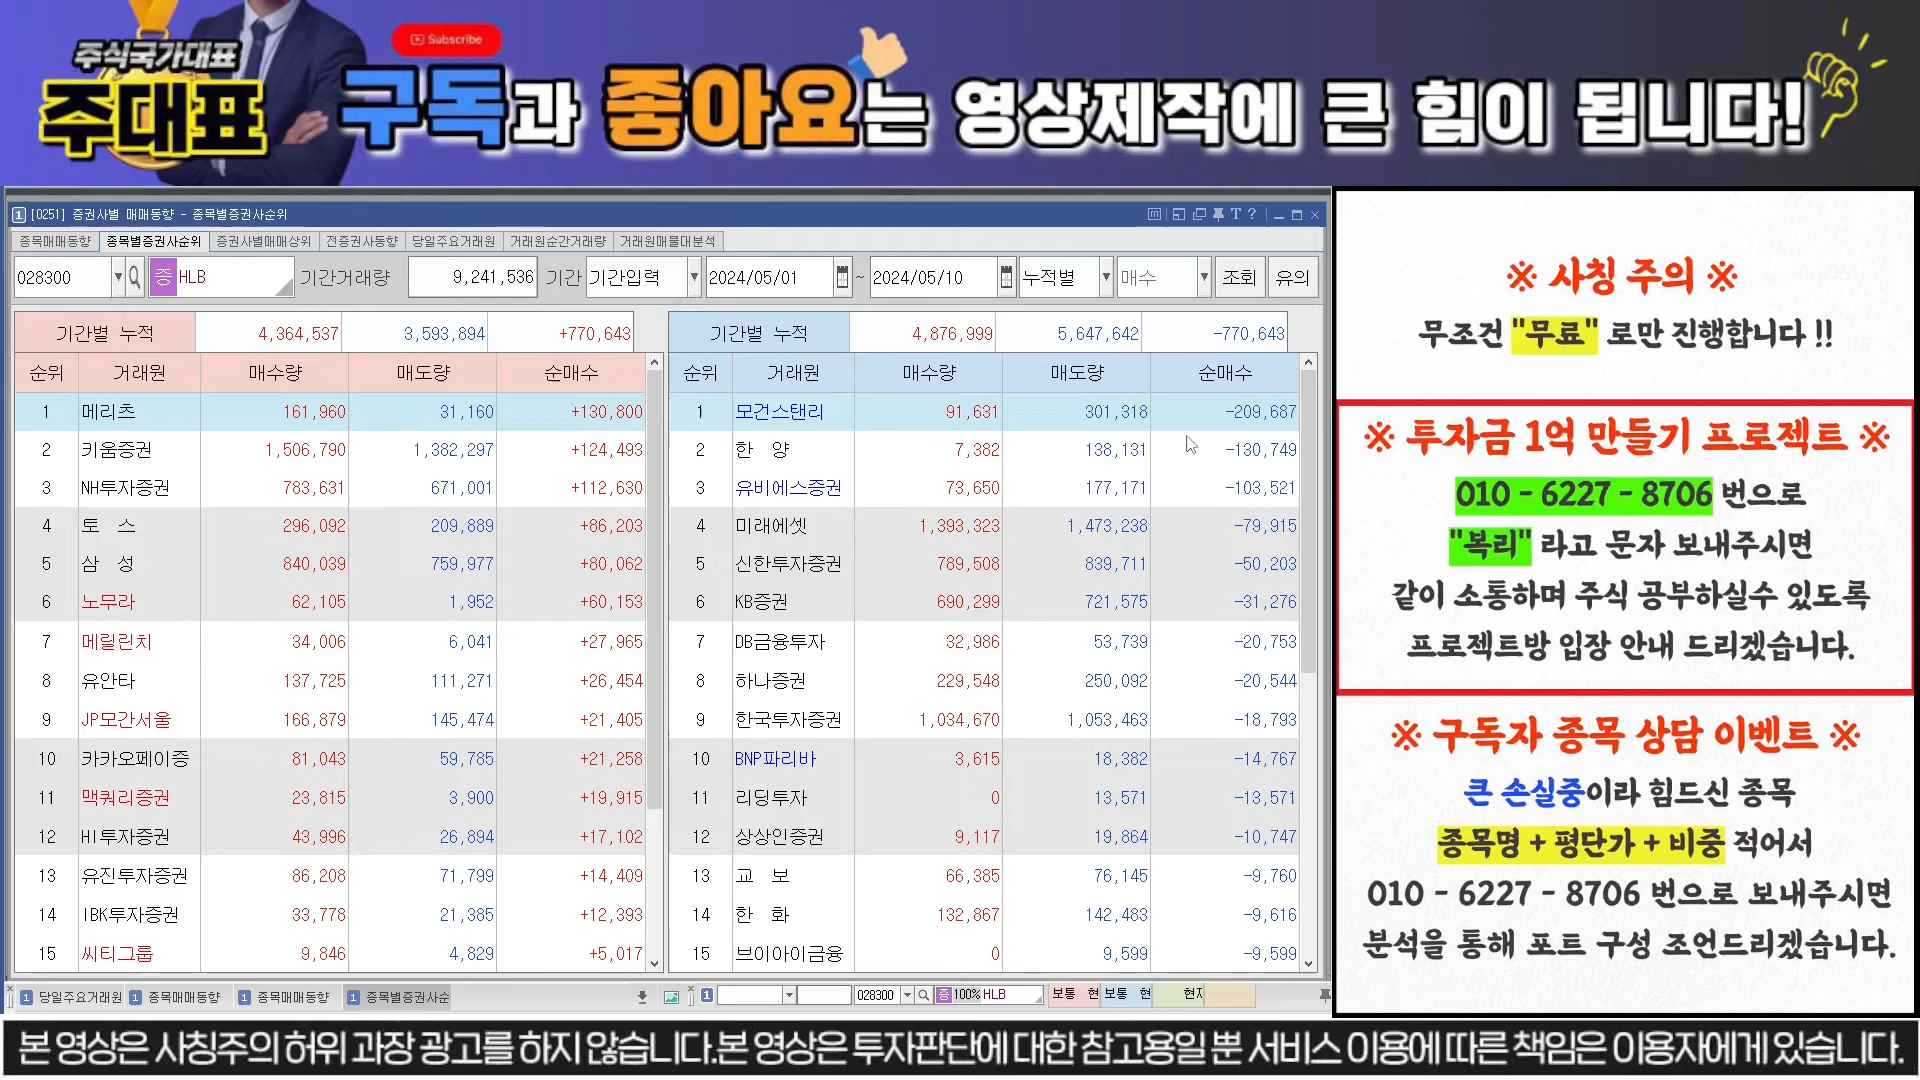 주식국가대표
주대표
Subscribe
구독과 좋아요는 영상제작에 큰 힘이 됩니다!
1 [0251] 증권사별 매매동향 - 종목별증권사순위
종목매매동향 종목별증권사순위 증권사별매매상위 전증권사동향 당일주요거래원 거래원순간거래량 거래원매물대분석
028300 증 HLB 기간거래량 9,241,536 기간 기간입력 2024/05/01 ~ 2024/05/10 누적별 매수 조회 유의
기간별 누적 4,364,537 3,593,894 +770,643 기간별 누적 4,876,999 5,647,642 -770,643
순위 거래원 매수량 매도량 순매수 순위 거래원 매수량 매도량 순매수
1 메리츠 161,960 31,160 +130,800 1 모건스탠리 91,631 301,318 -209,687
2 키움증권 1,506,790 1,382,297 +124,493 2 한 양 7,382 138,131 -130,749
3 NH투자증권 783,631 671,001 +112,630 3 유비에스증권 73,650 177,171 -103,521
4 토 스 296,092 209,889 +86,203 4 미래에셋 1,393,323 1,473,238 -79,915
5 삼 성 840,039 759,977 +80,062 5 신한투자증권 789,508 839,711 -50,203
6 노무라 62,105 1,952 +60,153 6 KB증권 690,299 721,575 -31,276
7 메릴린치 34,006 6,041 +27,965 7 DB금융투자 32,986 53,739 -20,753
8 유안타 137,725 111,271 +26,454 8 하나증권 229,548 250,092 -20,544
9 JP모간서울 166,879 145,474 +21,405 9 한국투자증권 1,034,670 1,053,463 -18,793
10 카카오페이증 81,043 59,785 +21,258 10 BNP파리바 3,615 18,382 -14,767
11 맥쿼리증권 23,815 3,900 +19,915 11 리딩투자 0 13,571 -13,571
12 HI투자증권 43,996 26,894 +17,102 12 상상인증권 9,117 19,864 -10,747
13 유진투자증권 86,208 71,799 +14,409 13 교 보 66,385 76,145 -9,760
14 IBK투자증권 33,778 21,385 +12,393 14 한 화 132,867 142,483 -9,616
15 씨티그룹 9,846 4,829 +5,017 15 브이아이금융 0 9,599 -9,599
1 당일주요거래원 1 종목매매동향 1 종목매매동향 1 종목별증권사순 1 028300 증 100% HLB 보통 현 보통 현 현지
※ 사칭 주의 ※
무조건 "무료" 로만 진행합니다 !!
※ 투자금 1억 만들기 프로젝트 ※
010 - 6227 - 8706 번으로
"복리" 라고 문자 보내주시면
같이 소통하며 주식 공부하실수 있도록
프로젝트방 입장 안내 드리겠습니다.
※ 구독자 종목 상담 이벤트 ※
큰 손실중이라 힘드신 종목
종목명 + 평단가 + 비중 적어서
010 - 6227 - 8706 번으로 보내주시면
분석을 통해 포트 구성 조언드리겠습니다.
본 영상은 사칭주의 허위 과장 광고를 하지 않습니다.본 영상은 투자판단에 대한 참고용일 뿐 서비스 이용에 따른 책임은 이용자에게 있습니다.